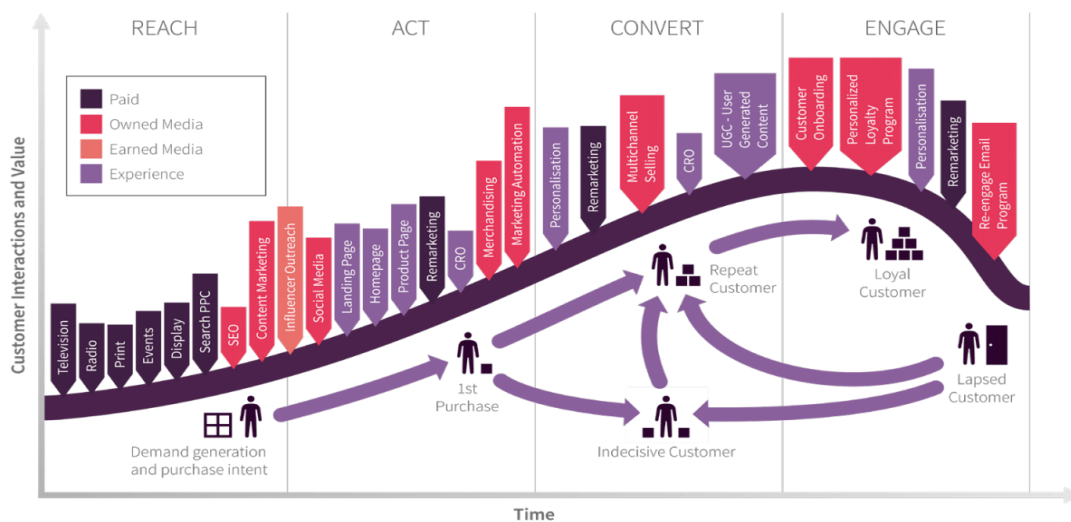 REACH
ACT
CONVERT
ENGAGE
Paid
Owned Media
Earned Media
Experience
Customer Interactions and Value
Television
Radio
Print
Events
Display
Search PPC
SEO
Content Marketing
Influencer Outreach
Social Media
Landing Page
Homepage
Product Page
Remarketing
CRO
Merchandising
Marketing Automation
Personalisation
Remarketing
Multichannel
Selling
CRO
UGC - User
Generated
Content
Customer
Onboarding
Personalized
Loyalty
Program
Personalisation
Remarketing
Re-engage Email
Program
Demand generation
and purchase intent
1st
Purchase
Repeat
Customer
Indecisive Customer
Loyal
Customer
Lapsed
Customer
Time